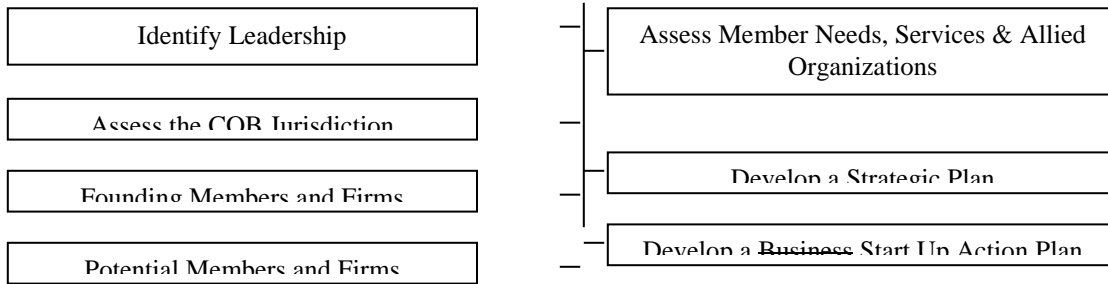 Identify Leadership
Assess the COB Jurisdiction
Founding Members and Firms
Potential Members and Firms
Assess Member Needs, Services & Allied
Organizations
Develop a Strategic Plan
Develop a Business Start Up Action Plan